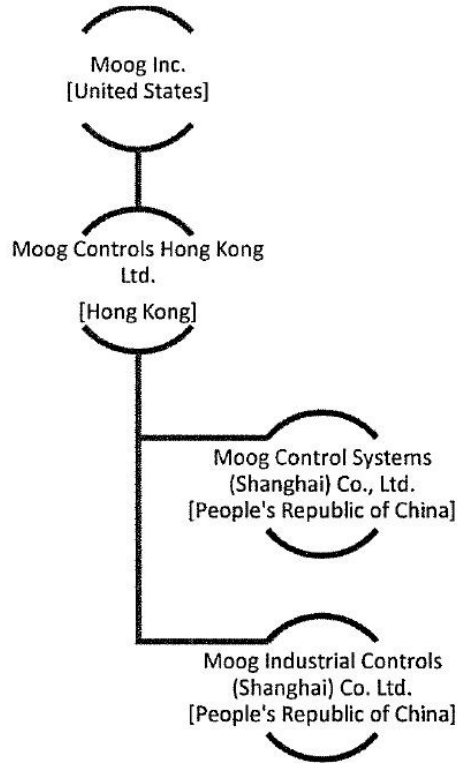 Moog Inc.
[United States]
Moog Controls Hong Kong
Ltd.
[Hong Kong]
Moog Control Systems
(Shanghai) Co., Ltd.
[People's Republic of China]
Moog Industrial Controls
(Shanghai) Co. Ltd.
[People's Republic of China]